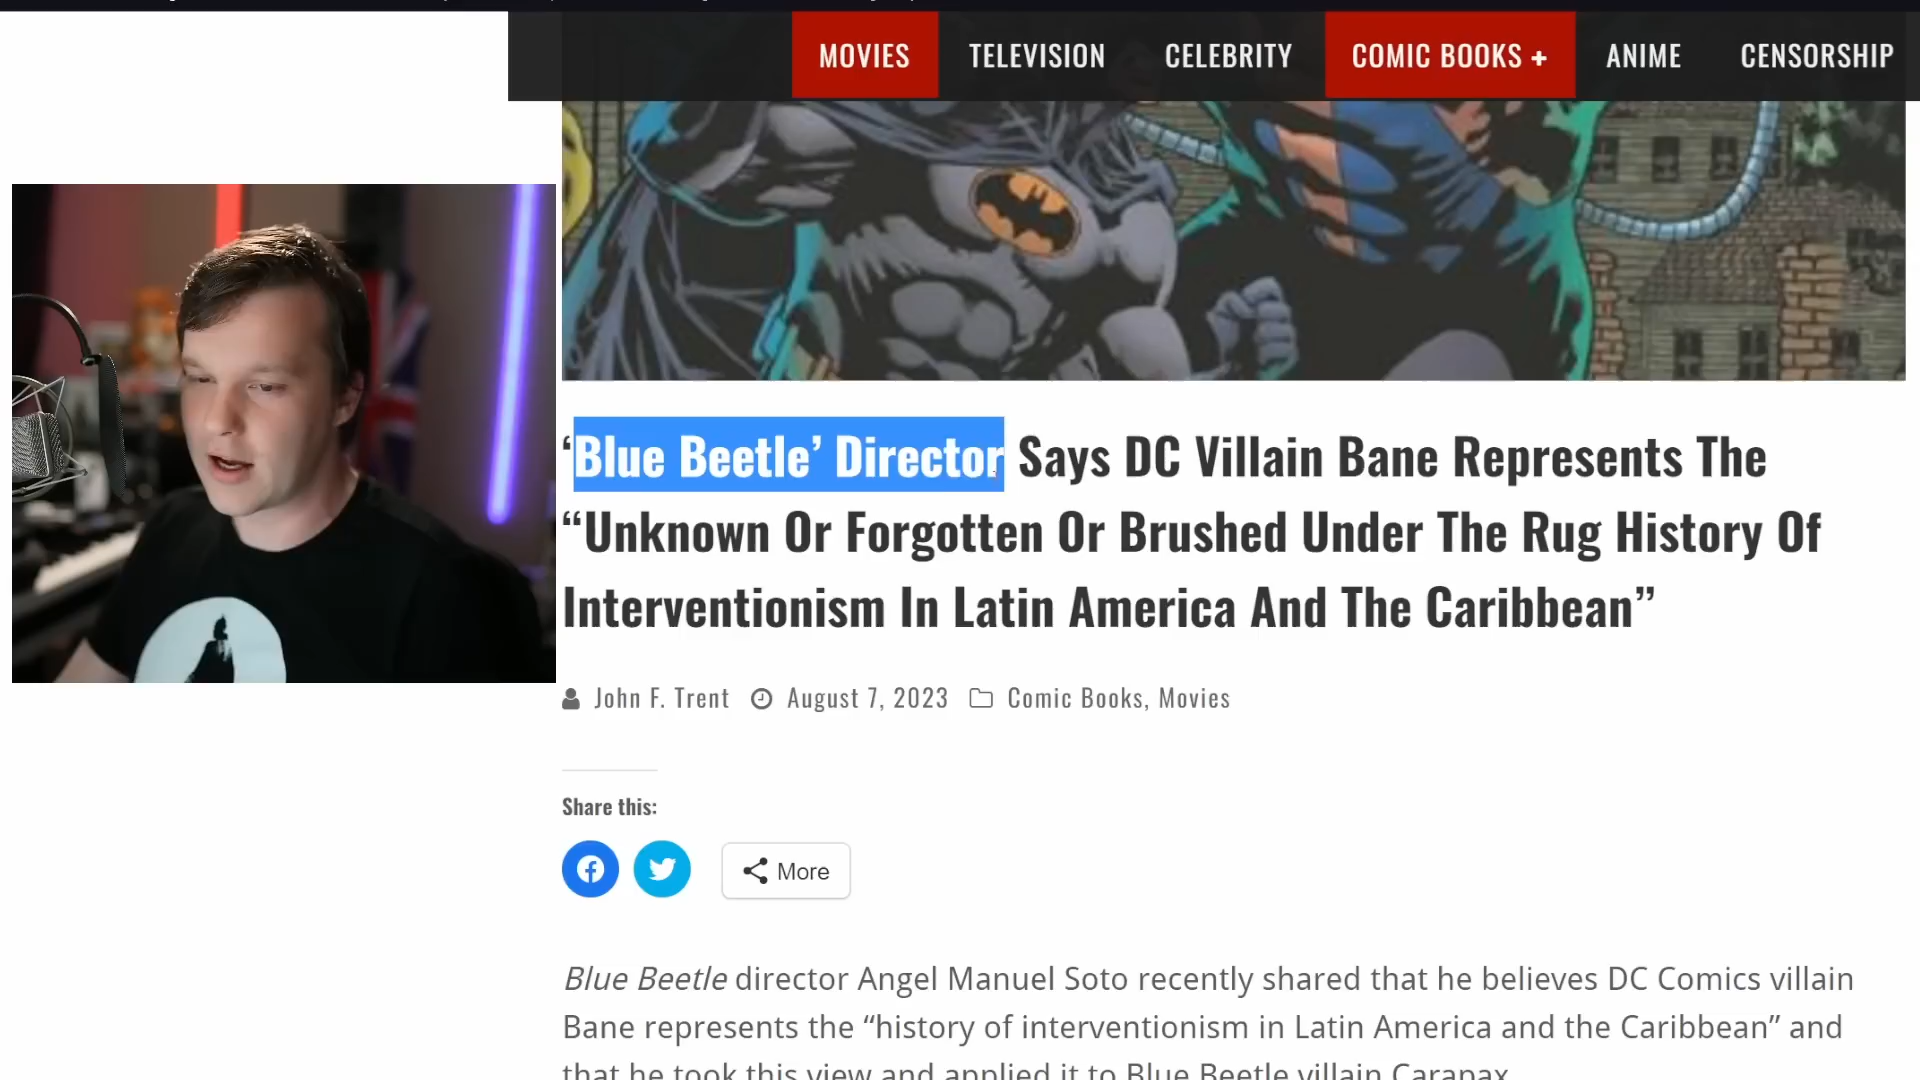 MOVIES TELEVISION CELEBRITY COMIC BOOKS + ANIME CENSORSHIP
‘Blue Beetle’ Director Says DC Villain Bane Represents The
“Unknown Or Forgotten Or Brushed Under The Rug History Of
Interventionism In Latin America And The Caribbean”
John F. Trent August 7, 2023 Comic Books, Movies
Share this:
More
Blue Beetle director Angel Manuel Soto recently shared that he believes DC Comics villain
Bane represents the “history of interventionism in Latin America and the Caribbean” and
that he took this view and applied it to Blue Beetle villain Carapax